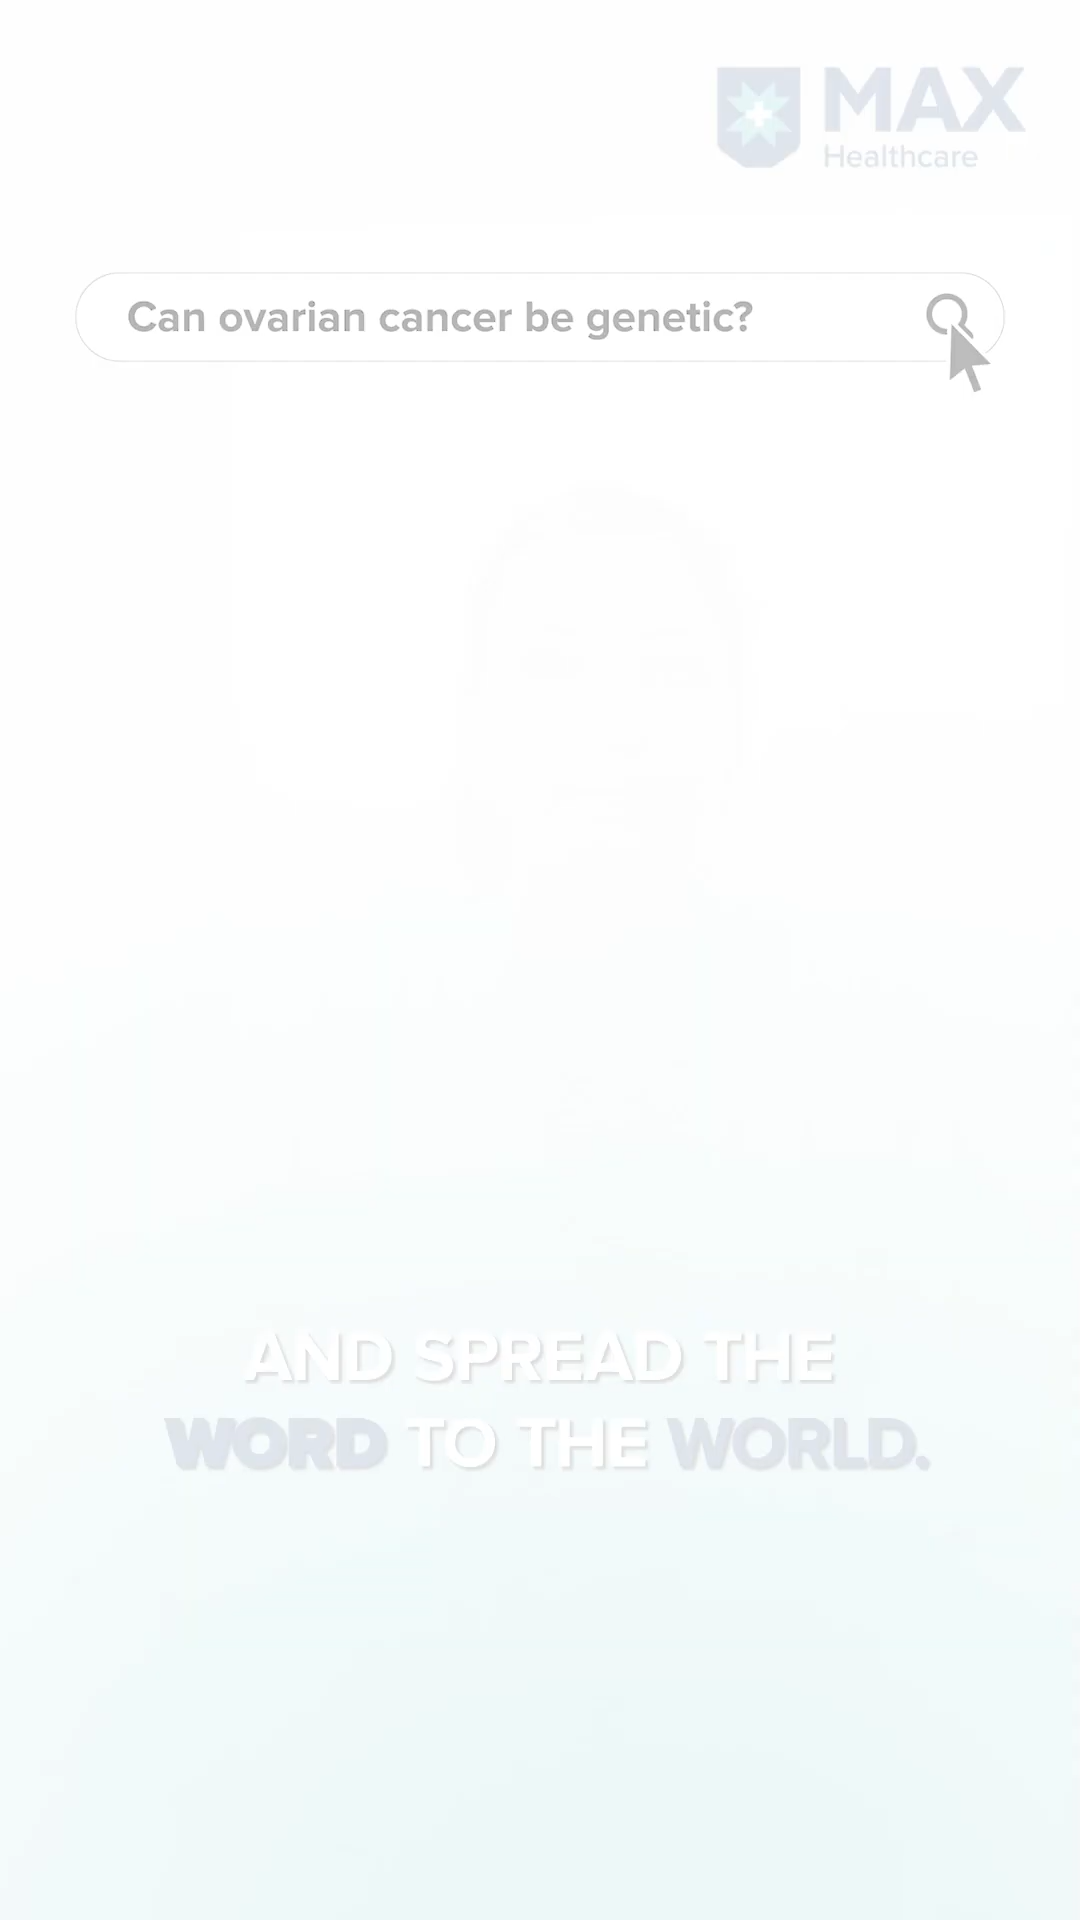 MAX
Healthcare
Can ovarian cancer be genetic?
AND SPREAD THE
WORD TO THE WORLD.